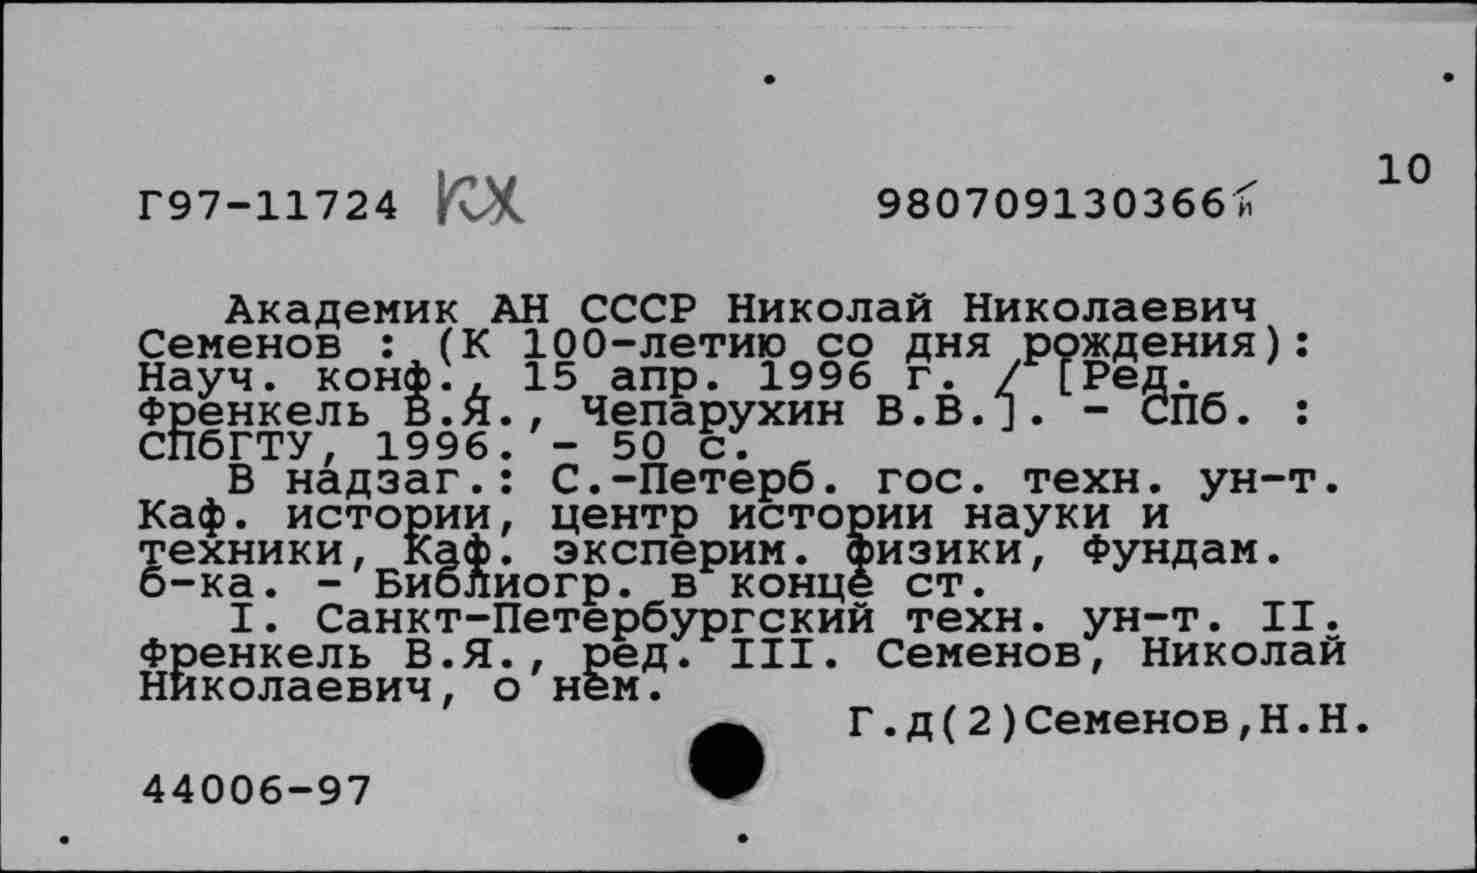 10
Г97-11724 КХ 980709130366 и
Академик АН СССР Николай Николаевич
Семенов : (К 100-летию со дня рождения):
Науч. конф., 15 апр. 1996 г. / [Ред.
Френкель В.Я., Чепарухин В.В.]. - СПб. :
СПбГТУ, 1996. - 50 с.
В надзаг.: С.-Петерб. гос. техн. ун-т.
Каф. истории, центр истории науки и
техники, Каф. эксперим. физики, Фундам.
б-ка. - Библиогр. в конце ст.
I. Санкт-Петербургский техн. ун-т. II.
Френкель В.Я., ред. III. Семенов, Николай
Николаевич, о нем.
Г.д(2)Семенов,Н.Н.
44006-97